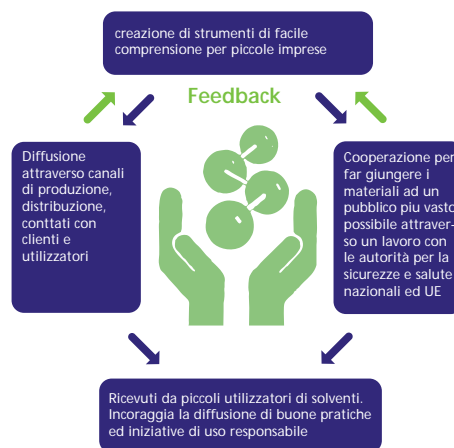 creazione di strumenti di facile
comprensione per piccole imprese
Feedback
Diffusione
attraverso canali
di produzione,
distribuzione,
conttati con
clienti e
utilizzatori
Cooperazione per
far giungere i
materiali ad un
pubblico piu vasto
possibile attraver-
so un lavoro con
le autorità per la
sicurezze e salute
nazionali ed UE
Ricevuti da piccoli utilizzatori di solventi.
Incoraggia la diffusione di buone pratiche
ed iniziative di uso responsabile